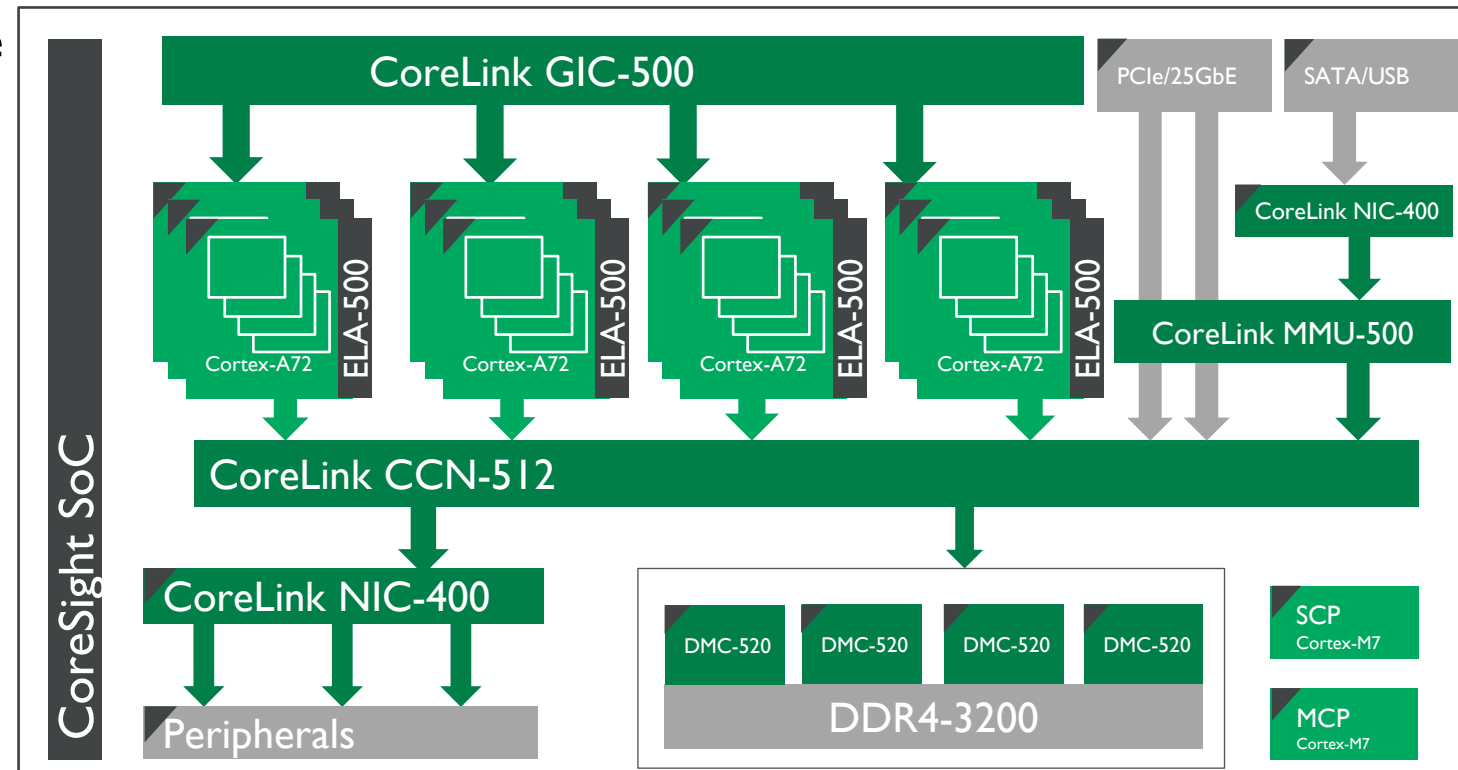 CoreSight SoC
CoreLink GIC-500
PCIe/25GbE
SATA/USB
CoreLink NIC-400
CoreLink MMU-500
Cortex-A72
ELA-500
Cortex-A72
ELA-500
Cortex-A72
ELA-500
Cortex-A72
ELA-500
CoreLink CCN-512
CoreLink NIC-400
Peripherals
DMC-520
DMC-520
DMC-520
DMC-520
DDR4-3200
SCP
Cortex-M7
MCP
Cortex-M7